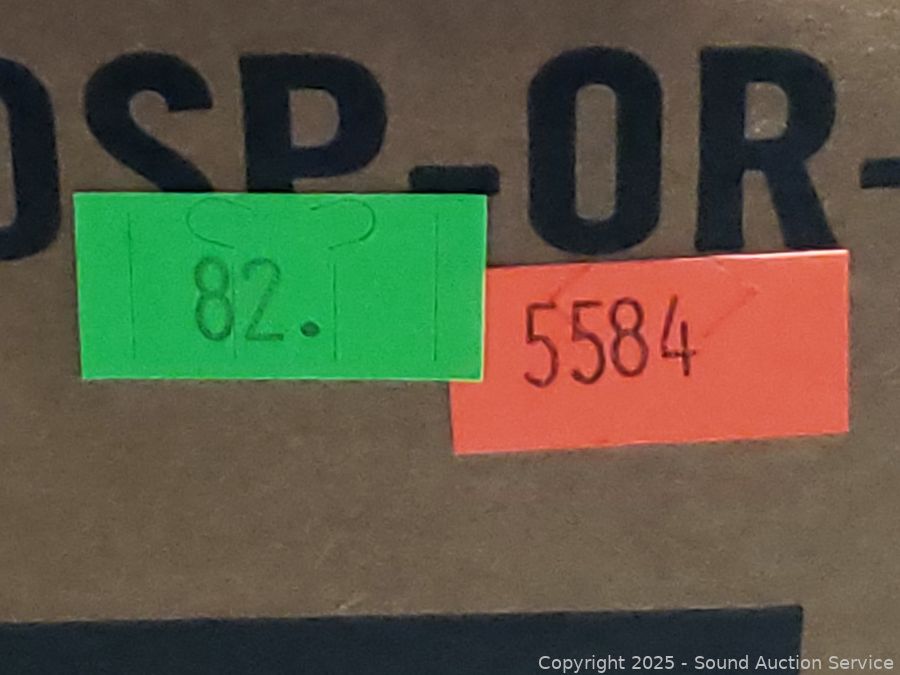 OSP-OR-
82.
5584
Copyright 2025 - Sound Auction Service